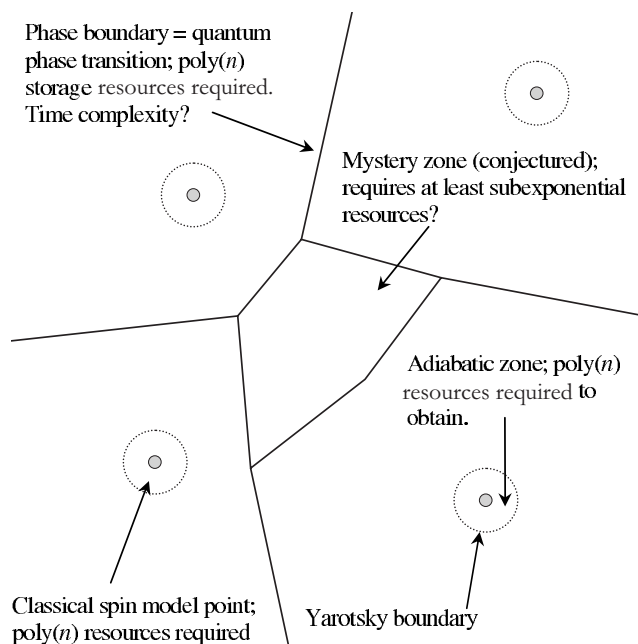 Phase boundary = quantum
phase transition; poly(n)
storage resources required.
Time complexity?
Mystery zone (conjectured);
requires at least subexponential
resources?
Adiabatic zone; poly(n)
resources required to
obtain.
Classical spin model point;
poly(n) resources required
Yarotsky boundary